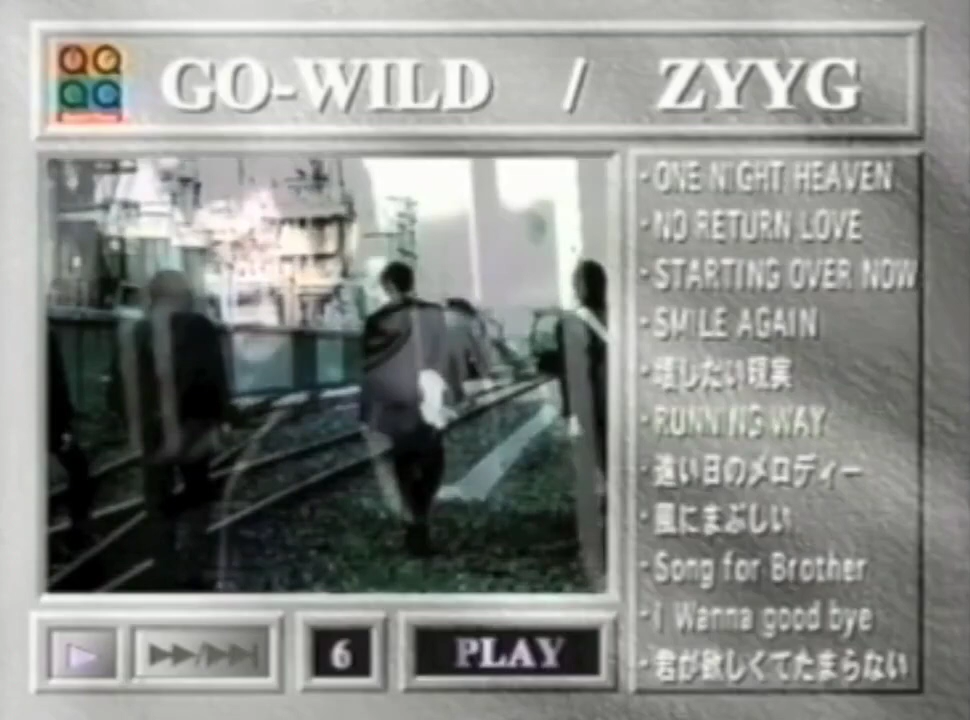 GO-WILD / ZYYG
·ONE NIGHT HEAVEN
·NO RETURN LOVE
·STARTING OVER NOW
·SMILE AGAIN
·壊したい現実
·RUNNING WAY
·遠い日のメロディー
·風にまぶしい
·Song for Brother
·I Wanna good bye
·君が欲しくてたまらない
6
PLAY